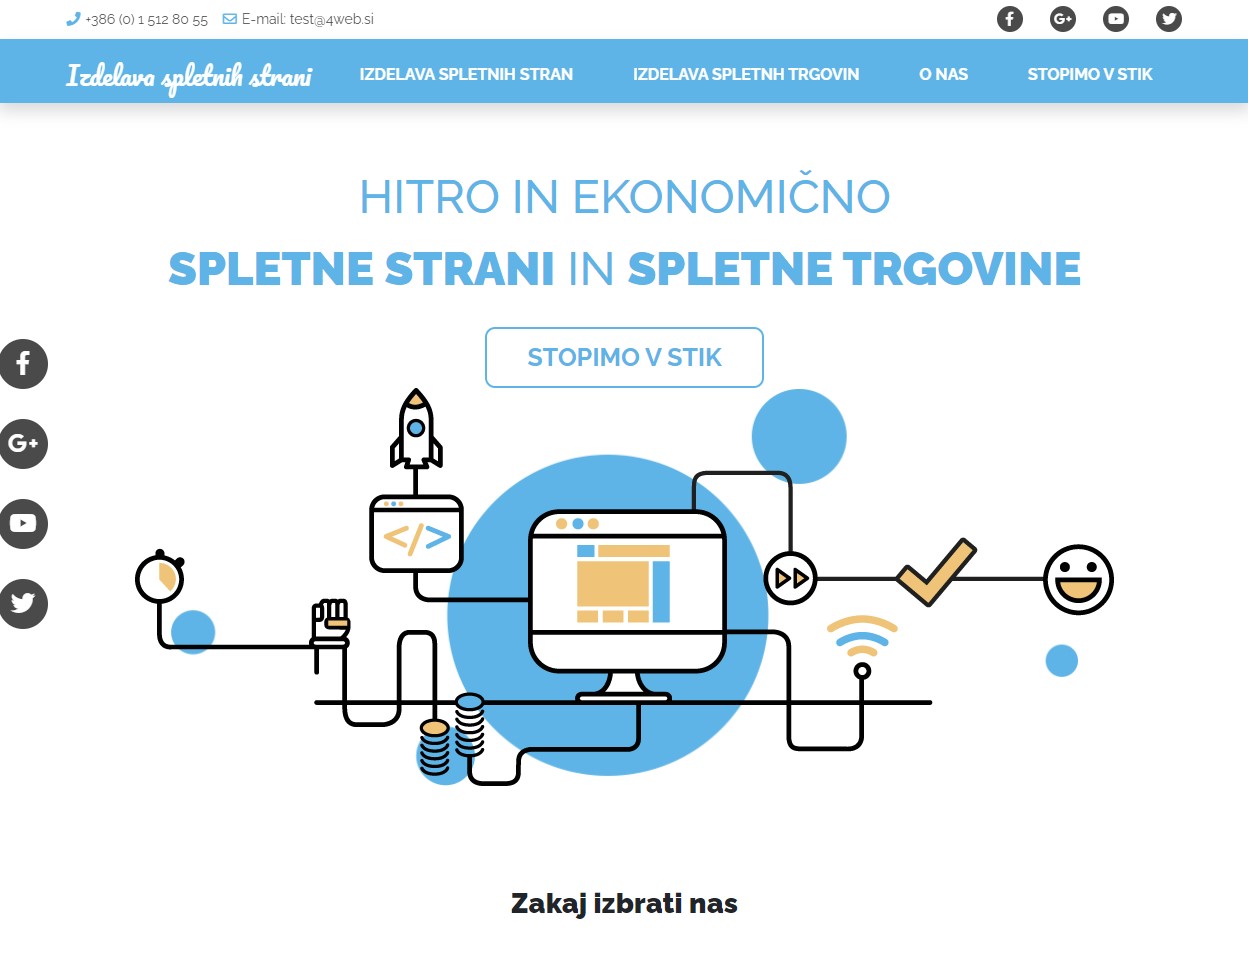 +386 (0) 1 512 80 55 E-mail: test@4web.si
Izdelava spletnih strani IZDELAVA SPLETNIH STRAN IZDELAVA SPLETNH TRGOVIN O NAS STOPIMO V STIK
HITRO IN EKONOMIČNO
SPLETNE STRANI IN SPLETNE TRGOVINE
STOPIMO V STIK
</>
Zakaj izbrati nas